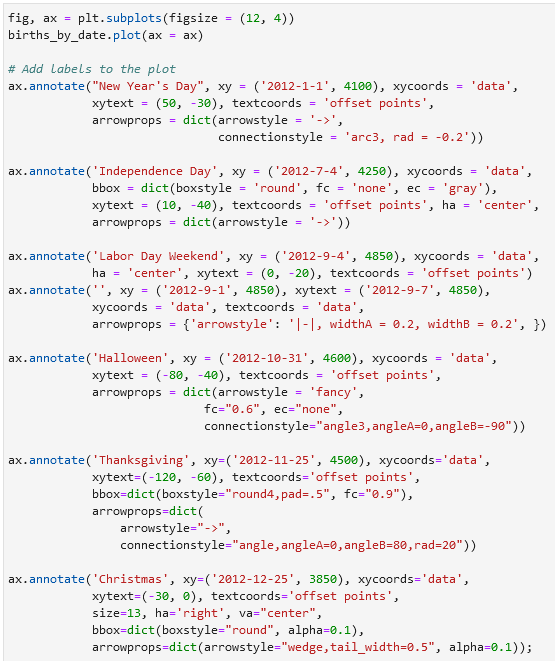 fig, ax = plt.subplots(figsize = (12, 4))
births_by_date.plot(ax = ax)
# Add labels to the plot
ax.annotate("New Year's Day", xy = ('2012-1-1', 4100), xycoords = 'data',
xytext = (50, -30), textcoords = 'offset points',
arrowprops = dict(arrowstyle = '->',
connectionstyle = 'arc3, rad = -0.2'))
ax.annotate('Independence Day', xy = ('2012-7-4', 4250), xycoords = 'data',
bbox = dict(boxstyle = 'round', fc = 'none', ec = 'gray'),
xytext = (10, -40), textcoords = 'offset points', ha = 'center',
arrowprops = dict(arrowstyle = '->'))
ax.annotate('Labor Day Weekend', xy = ('2012-9-4', 4850), xycoords = 'data',
ha = 'center', xytext = (0, -20), textcoords = 'offset points')
ax.annotate('', xy = ('2012-9-1', 4850), xytext = ('2012-9-7', 4850),
xycoords = 'data', textcoords = 'data',
arrowprops = {'arrowstyle': '|-|, widthA = 0.2, widthB = 0.2', })
ax.annotate('Halloween', xy = ('2012-10-31', 4600), xycoords = 'data',
xytext = (-80, -40), textcoords = 'offset points',
arrowprops = dict(arrowstyle = 'fancy',
fc="0.6", ec="none",
connectionstyle="angle3,angleA=0,angleB=-90"))
ax.annotate('Thanksgiving', xy=('2012-11-25', 4500), xycoords='data',
xytext=(-120, -60), textcoords='offset points',
bbox=dict(boxstyle="round4,pad=.5", fc="0.9"),
arrowprops=dict(
arrowstyle="->",
connectionstyle="angle,angleA=0,angleB=80,rad=20"))
ax.annotate('Christmas', xy=('2012-12-25', 3850), xycoords='data',
xytext=(-30, 0), textcoords='offset points',
size=13, ha='right', va="center",
bbox=dict(boxstyle="round", alpha=0.1),
arrowprops=dict(arrowstyle="wedge,tail_width=0.5", alpha=0.1));